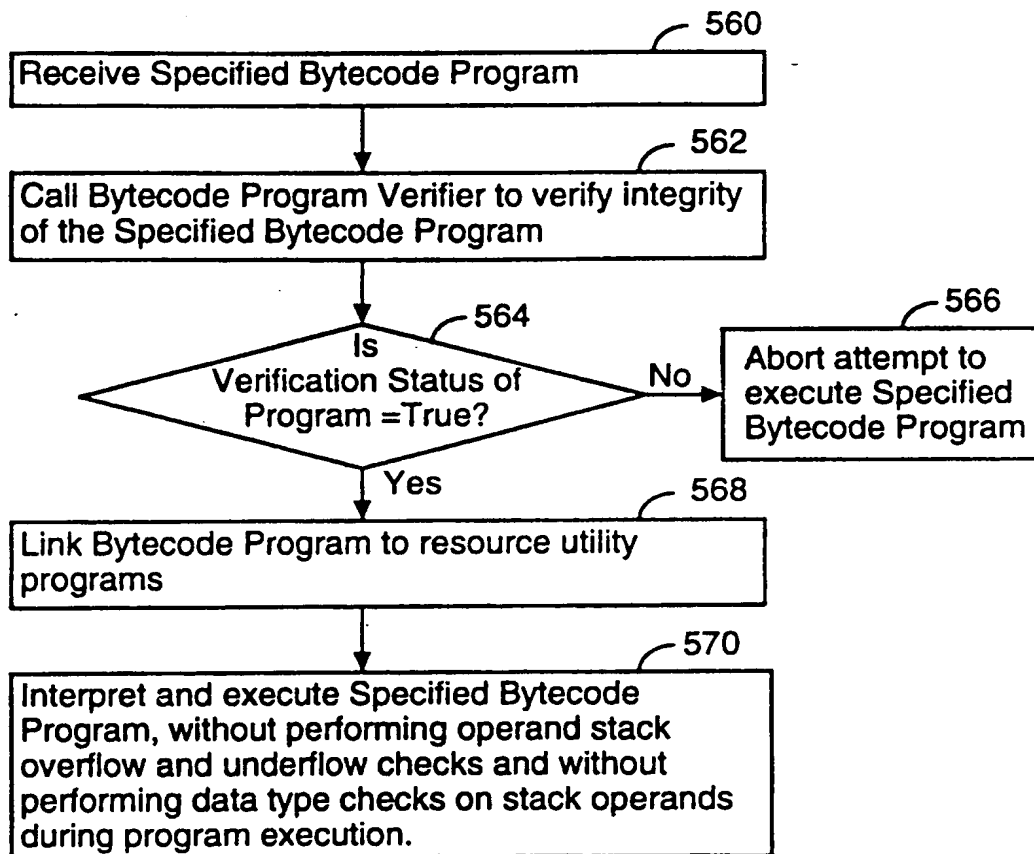 560
Receive Specified Bytecode Program
562
Call Bytecode Program Verifier to verify integrity
of the Specified Bytecode Program
564
Is
Verification Status of
Program =True?
No
566
Abort attempt to
execute Specified
Bytecode Program
Yes
568
Link Bytecode Program to resource utility
programs
570
Interpret and execute Specified Bytecode
Program, without performing operand stack
overflow and underflow checks and without
performing data type checks on stack operands
during program execution.